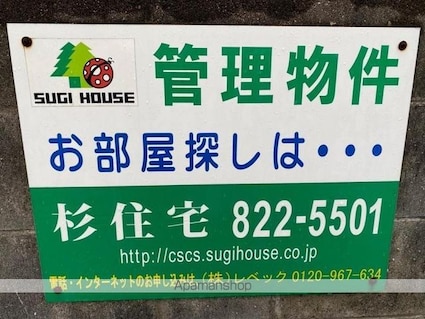 SUGI HOUSE
管理物件
お部屋探しは・・・
杉住宅 822-5501
http://cscs.sugihouse.co.jp
電話・インターネットのお申し込みは (株)レベック 0120-967-634
Apamanshop